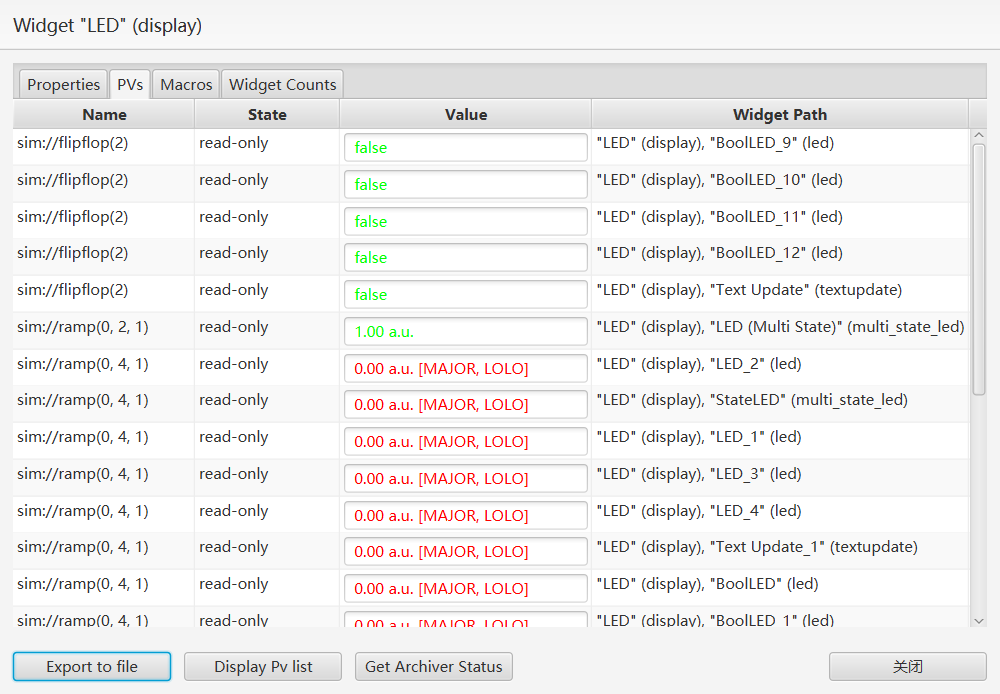 Widget "LED" (display)
Properties PVs Macros Widget Counts
Name State Value Widget Path
sim://flipflop(2) read-only false "LED" (display), "BoolLED_9" (led)
sim://flipflop(2) read-only false "LED" (display), "BoolLED_10" (led)
sim://flipflop(2) read-only false "LED" (display), "BoolLED_11" (led)
sim://flipflop(2) read-only false "LED" (display), "BoolLED_12" (led)
sim://flipflop(2) read-only false "LED" (display), "Text Update" (textupdate)
sim://ramp(0, 2, 1) read-only 1.00 a.u. "LED" (display), "LED (Multi State)" (multi_state_led)
sim://ramp(0, 4, 1) read-only 0.00 a.u. [MAJOR, LOLO] "LED" (display), "LED_2" (led)
sim://ramp(0, 4, 1) read-only 0.00 a.u. [MAJOR, LOLO] "LED" (display), "StateLED" (multi_state_led)
sim://ramp(0, 4, 1) read-only 0.00 a.u. [MAJOR, LOLO] "LED" (display), "LED_1" (led)
sim://ramp(0, 4, 1) read-only 0.00 a.u. [MAJOR, LOLO] "LED" (display), "LED_3" (led)
sim://ramp(0, 4, 1) read-only 0.00 a.u. [MAJOR, LOLO] "LED" (display), "LED_4" (led)
sim://ramp(0, 4, 1) read-only 0.00 a.u. [MAJOR, LOLO] "LED" (display), "Text Update_1" (textupdate)
sim://ramp(0, 4, 1) read-only 0.00 a.u. [MAJOR, LOLO] "LED" (display), "BoolLED" (led)
sim://ramp(0, 4, 1) read-only 0.00 a.u. [MAJOR, LOLO] "LED" (display), "BoolLED_1" (led)
Export to file Display Pv list Get Archiver Status 关闭